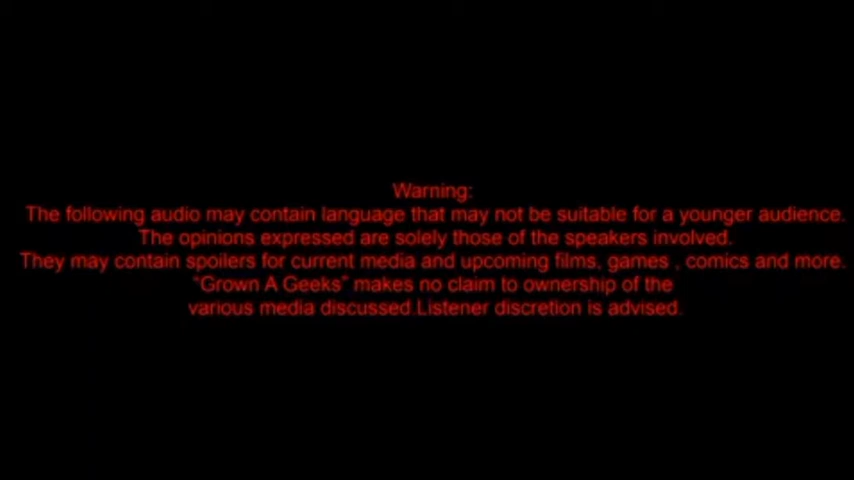 Warning:
The following audio may contain language that may not be suitable for a younger audience.
The opinions expressed are solely those of the speakers involved.
They may contain spoilers for current media and upcoming films, games , comics and more.
"Grown A Geeks" makes no claim to ownership of the
various media discussed.Listener discretion is advised.